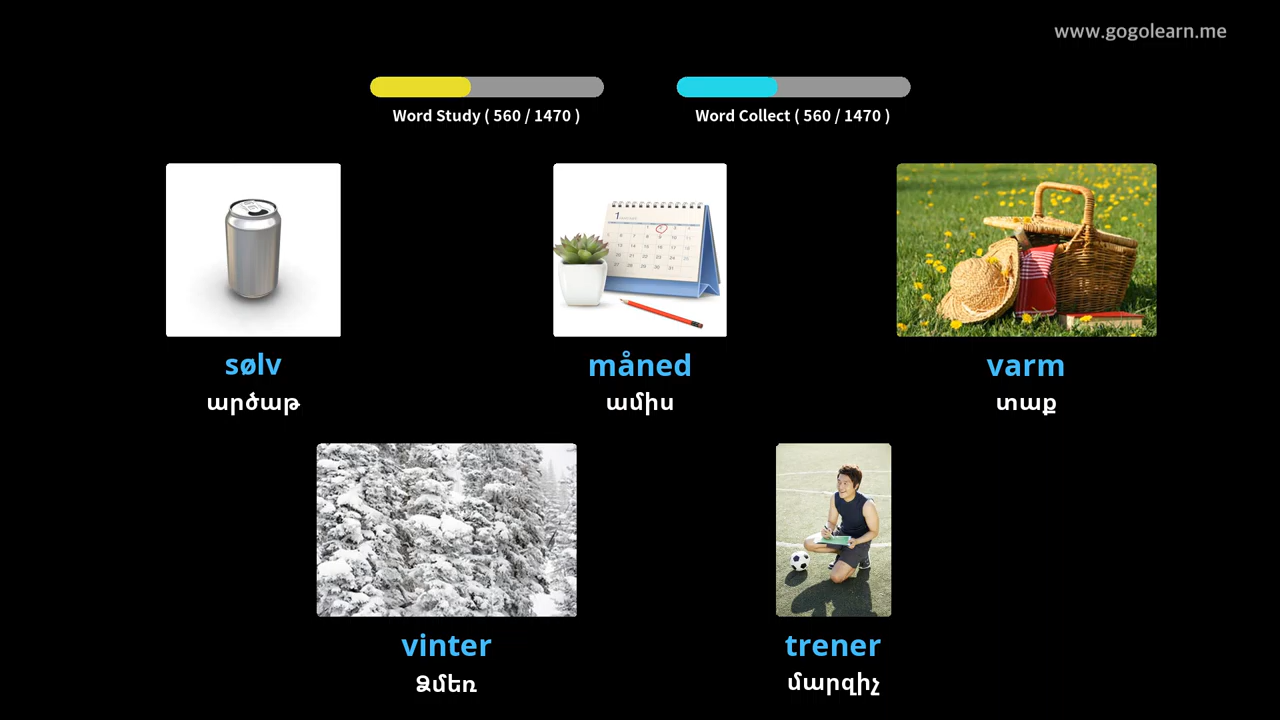 www.gogolearn.me
Word Study ( 560 / 1470 )
Word Collect ( 560 / 1470 )
sølv
արծաթ
måned
ամիս
varm
տաք
vinter
Ձմեռ
trener
մարզիչ